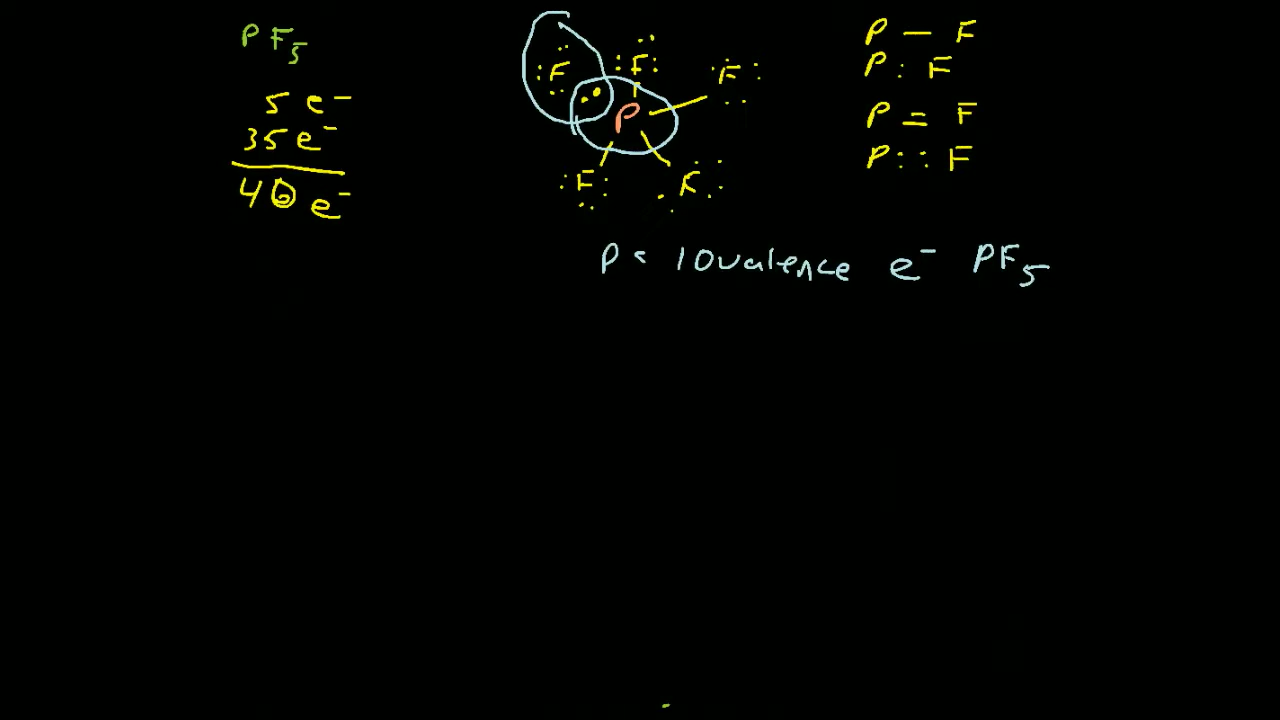 PF5
5 e-
35 e-
40 e-
:F
:F:
F:
P
:F:
F:
P — F
P : F
P = F
P :: F
P < 10 valence e- PF5